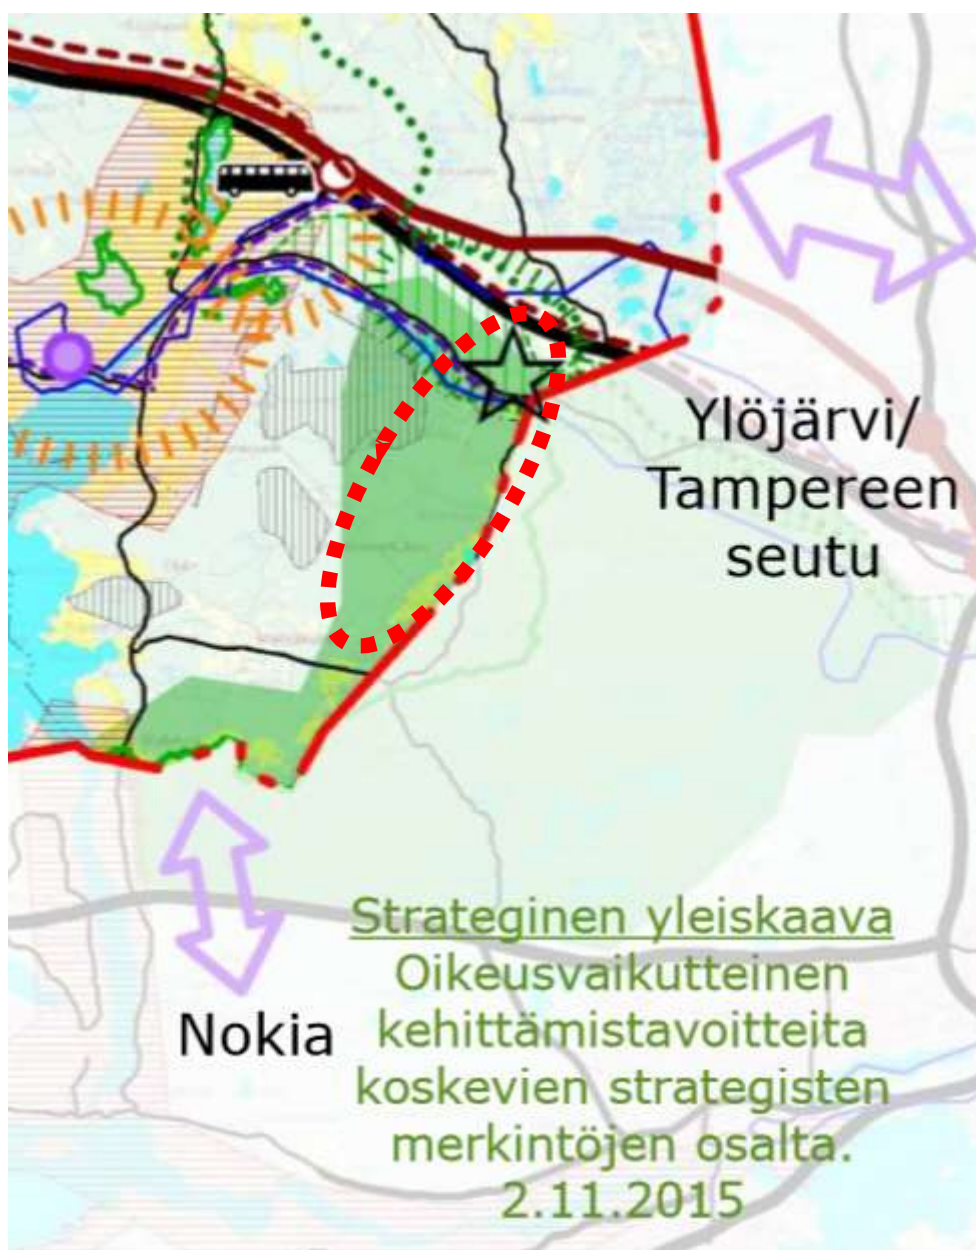 Ylöjärvi/
Tampereen
seutu
Strateginen yleiskaava
Oikeusvaikutteinen
kehittämistavoitteita
koskevien strategisten
merkintöjen osalta.
2.11.2015
Nokia